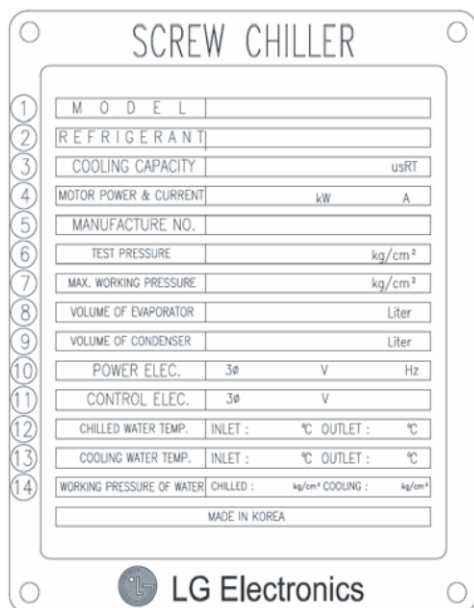 SCREW CHILLER
1 MODEL
2 REFRIGERANT
3 COOLING CAPACITY usRT
4 MOTOR POWER & CURRENT kW A
5 MANUFACTURE NO.
6 TEST PRESSURE kg/cm²
7 MAX. WORKING PRESSURE kg/cm²
8 VOLUME OF EVAPORATOR Liter
9 VOLUME OF CONDENSER Liter
10 POWER ELEC. 3ø V Hz
11 CONTROL ELEC. 3ø V
12 CHILLED WATER TEMP. INLET : ℃ OUTLET : ℃
13 COOLING WATER TEMP. INLET : ℃ OUTLET : ℃
14 WORKING PRESSURE OF WATER CHILLED : kg/cm² COOLING : kg/cm²
MADE IN KOREA
LG Electronics